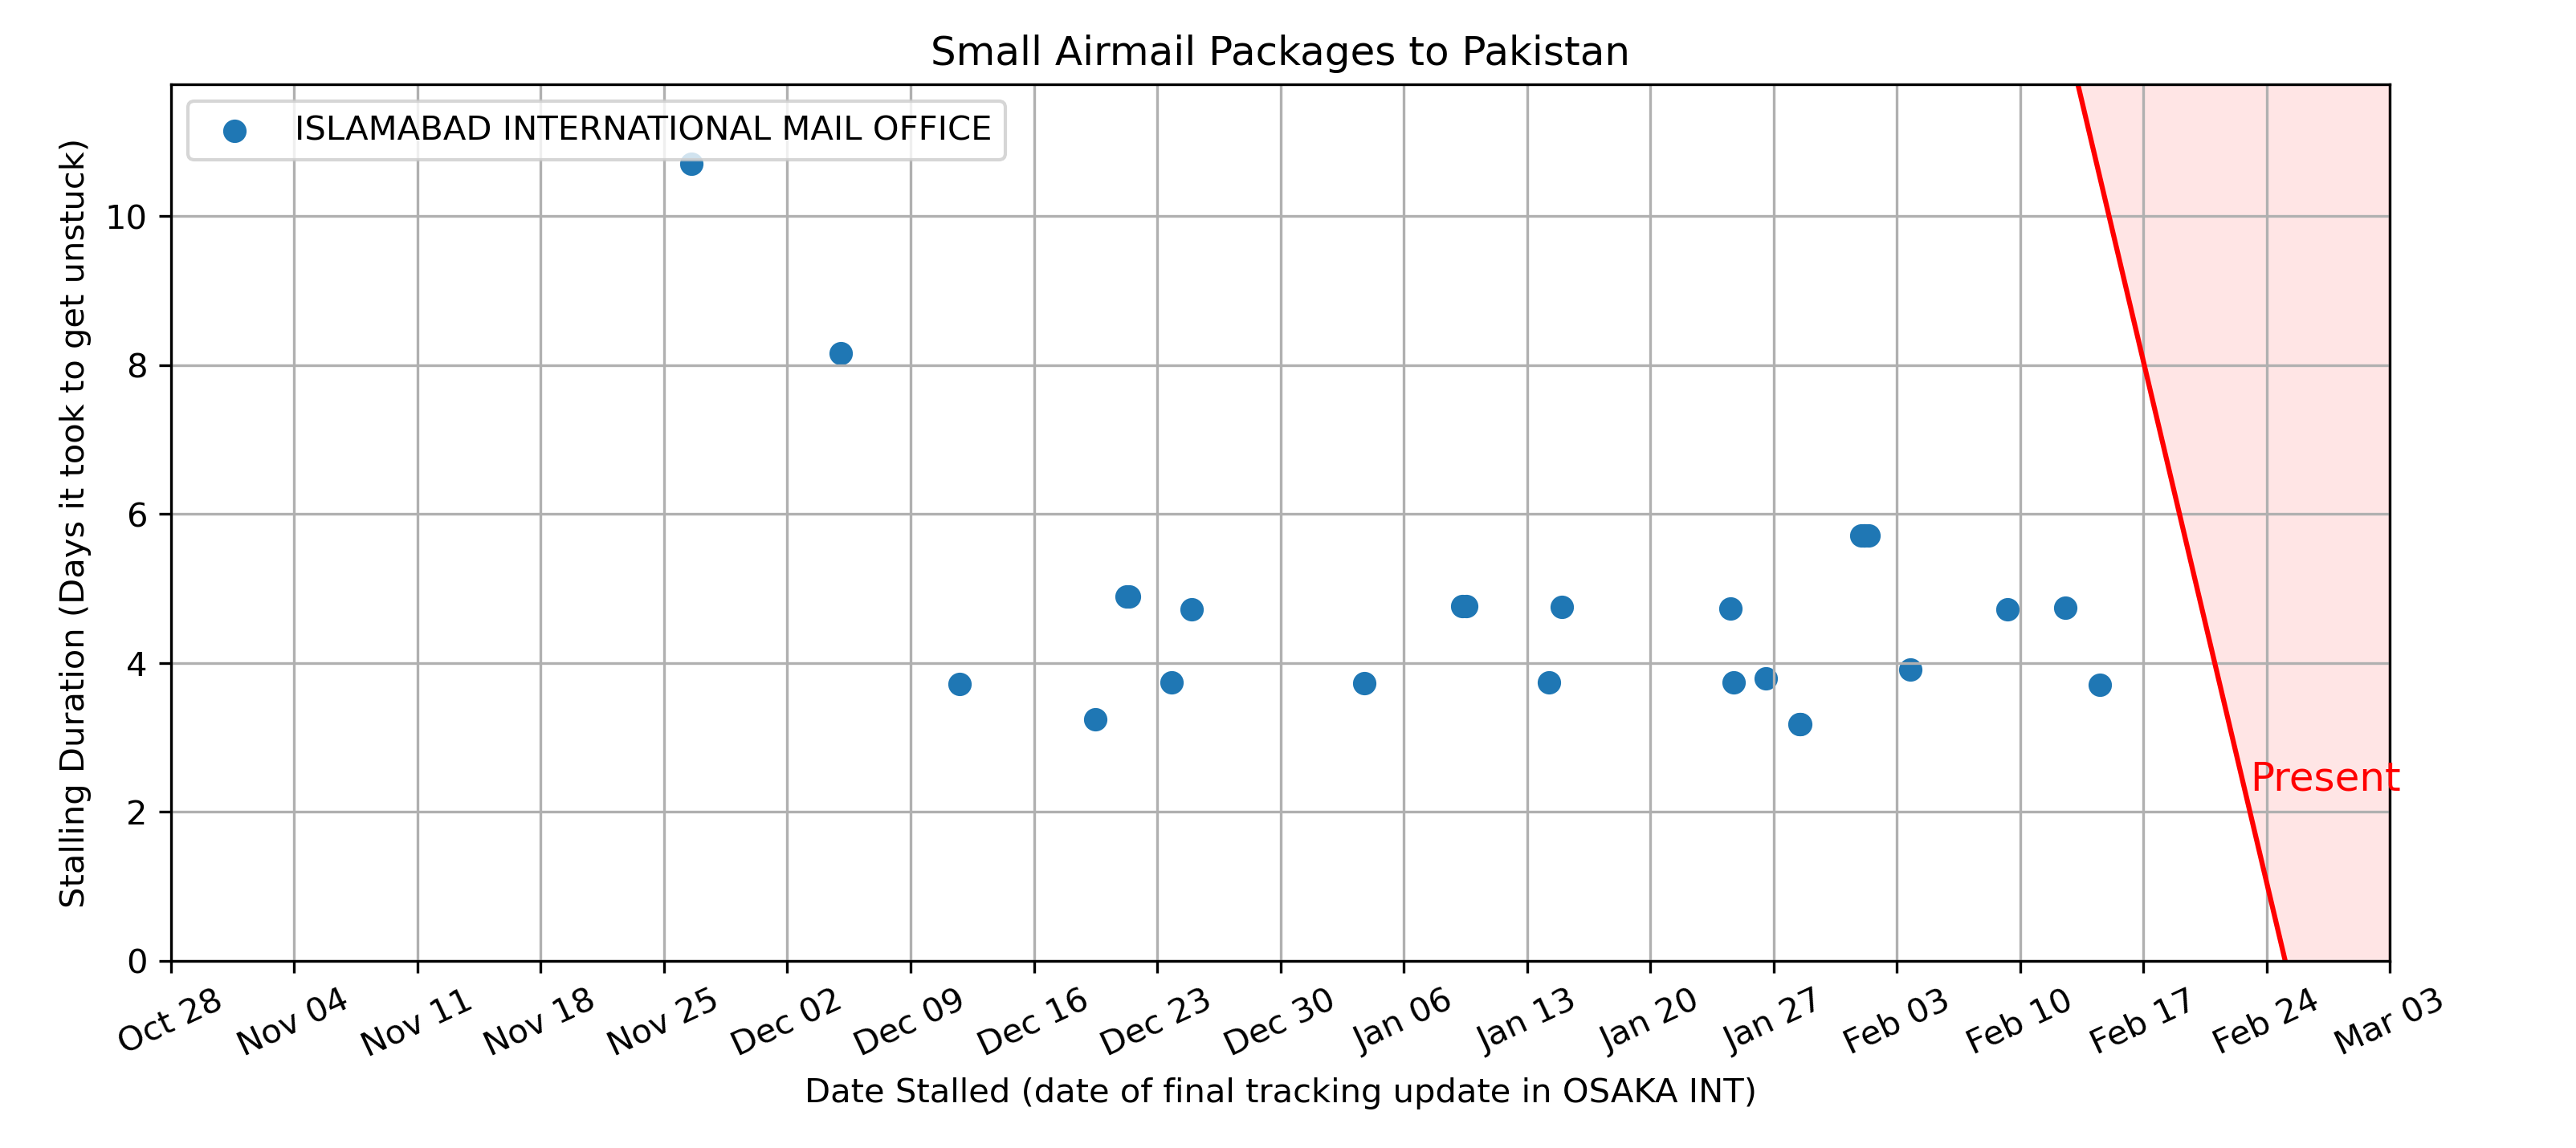 Small Airmail Packages to Pakistan
ISLAMABAD INTERNATIONAL MAIL OFFICE
Stalling Duration (Days it took to get unstuck)
10
8
6
4
2
0
Present
Oct 28 Nov 04 Nov 11 Nov 18 Nov 25 Dec 02 Dec 09 Dec 16 Dec 23 Dec 30 Jan 06 Jan 13 Jan 20 Jan 27 Feb 03 Feb 10 Feb 17 Feb 24 Mar 03
Date Stalled (date of final tracking update in OSAKA INT)